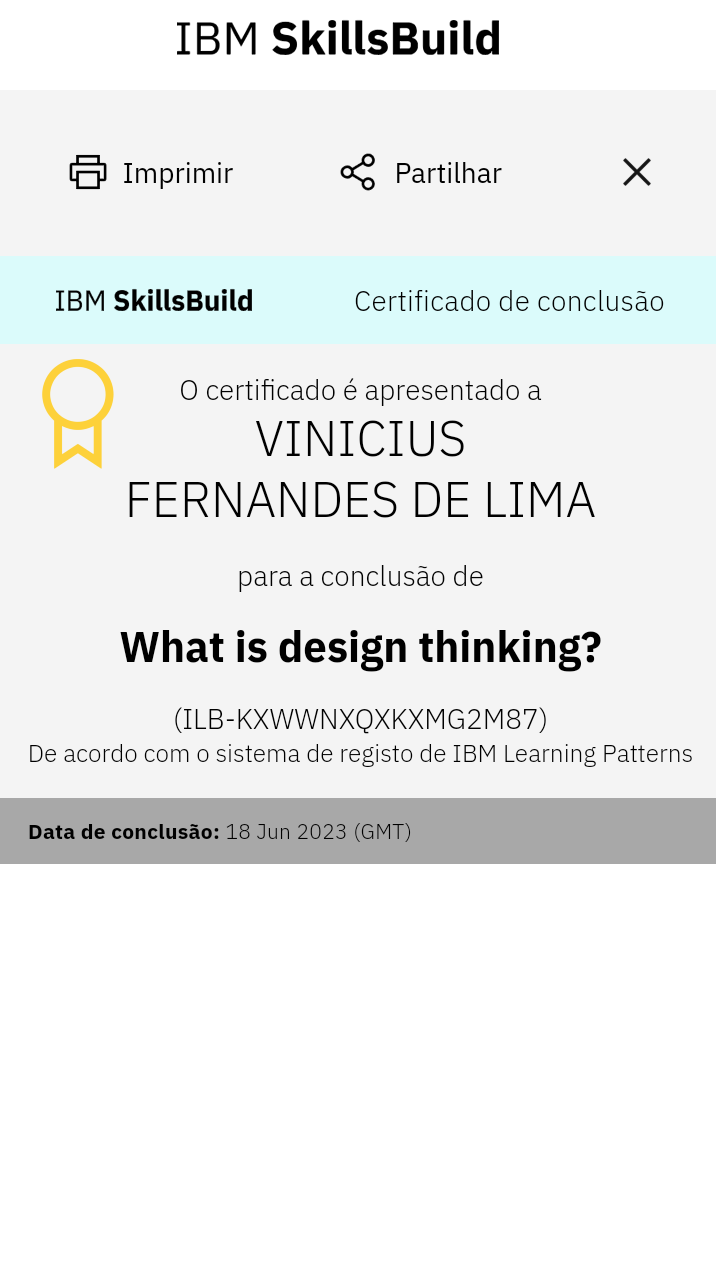 IBM SkillsBuild
Imprimir
Partilhar
IBM SkillsBuild
Certificado de conclusão
O certificado é apresentado a
VINICIUS
FERNANDES DE LIMA
para a conclusão de
What is design thinking?
(ILB-KXWWNXQXKXMG2M87)
De acordo com o sistema de registo de IBM Learning Patterns
Data de conclusão: 18 Jun 2023 (GMT)